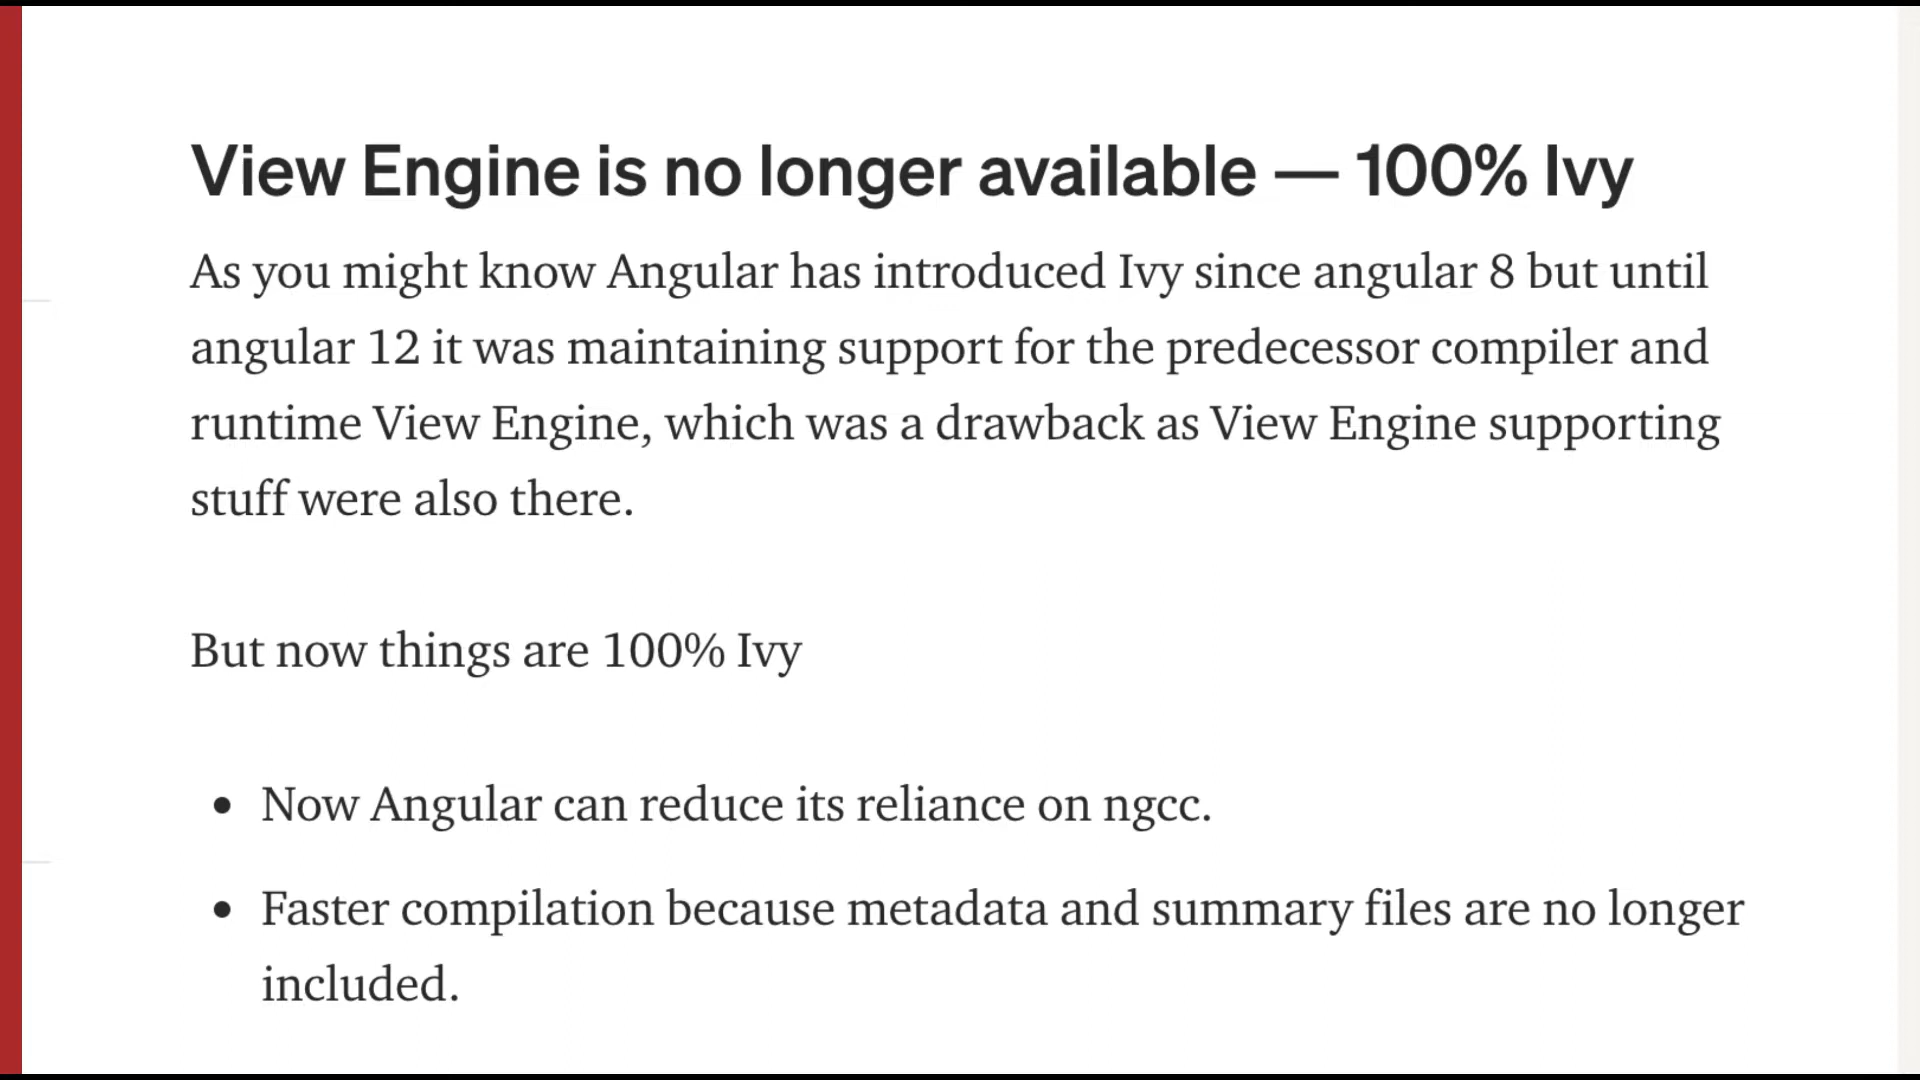 View Engine is no longer available — 100% Ivy
As you might know Angular has introduced Ivy since angular 8 but until
angular 12 it was maintaining support for the predecessor compiler and
runtime View Engine, which was a drawback as View Engine supporting
stuff were also there.
But now things are 100% Ivy
• Now Angular can reduce its reliance on ngcc.
• Faster compilation because metadata and summary files are no longer
included.